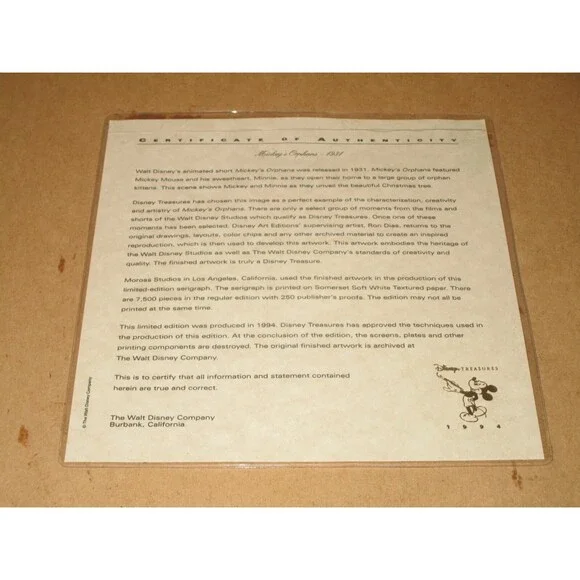 CERTIFICATE OF AUTHENTICITY
Mickey's Orphans - 1931
Walt Disney's animated short Mickey's Orphans was released in 1931. Mickey's Orphans featured
Mickey Mouse and his sweetheart, Minnie, as they open their home to a large group of orphan
kittens. This scene shows Mickey and Minnie as they unveil the beautiful Christmas tree.
Disney Treasures has chosen this image as a perfect example of the characterization, creativity
and artistry of Mickey's Orphans. There are only a select group of moments from the films and
shorts of the Walt Disney Studios which qualify as Disney Treasures. Once one of these
moments has been selected, Disney Art Editions' supervising artist, Ron Dias, returns to the
original drawings, layouts, color chips and any other archived material to create an inspired
reproduction, which is then used to develop this artwork. This artwork embodies the heritage of
the Walt Disney Studios as well as The Walt Disney Company's standards of creativity and
quality. The finished artwork is truly a Disney Treasure.
Moross Studios in Los Angeles, California, used the finished artwork in the production of this
limited-edition serigraph. The serigraph is printed on Somerset Soft White Textured paper. There
are 7,500 pieces in the regular edition with 250 publisher's proofs. The edition may not all be
printed at the same time.
This limited edition was produced in 1994. Disney Treasures has approved the techniques used in
the production of this edition. At the conclusion of the edition, the screens, plates and other
printing components are destroyed. The original finished artwork is archived at
The Walt Disney Company.
This is to certify that all information and statement contained
herein are true and correct.
The Walt Disney Company
Burbank, California
© The Walt Disney Company
Disney TREASURES
1994